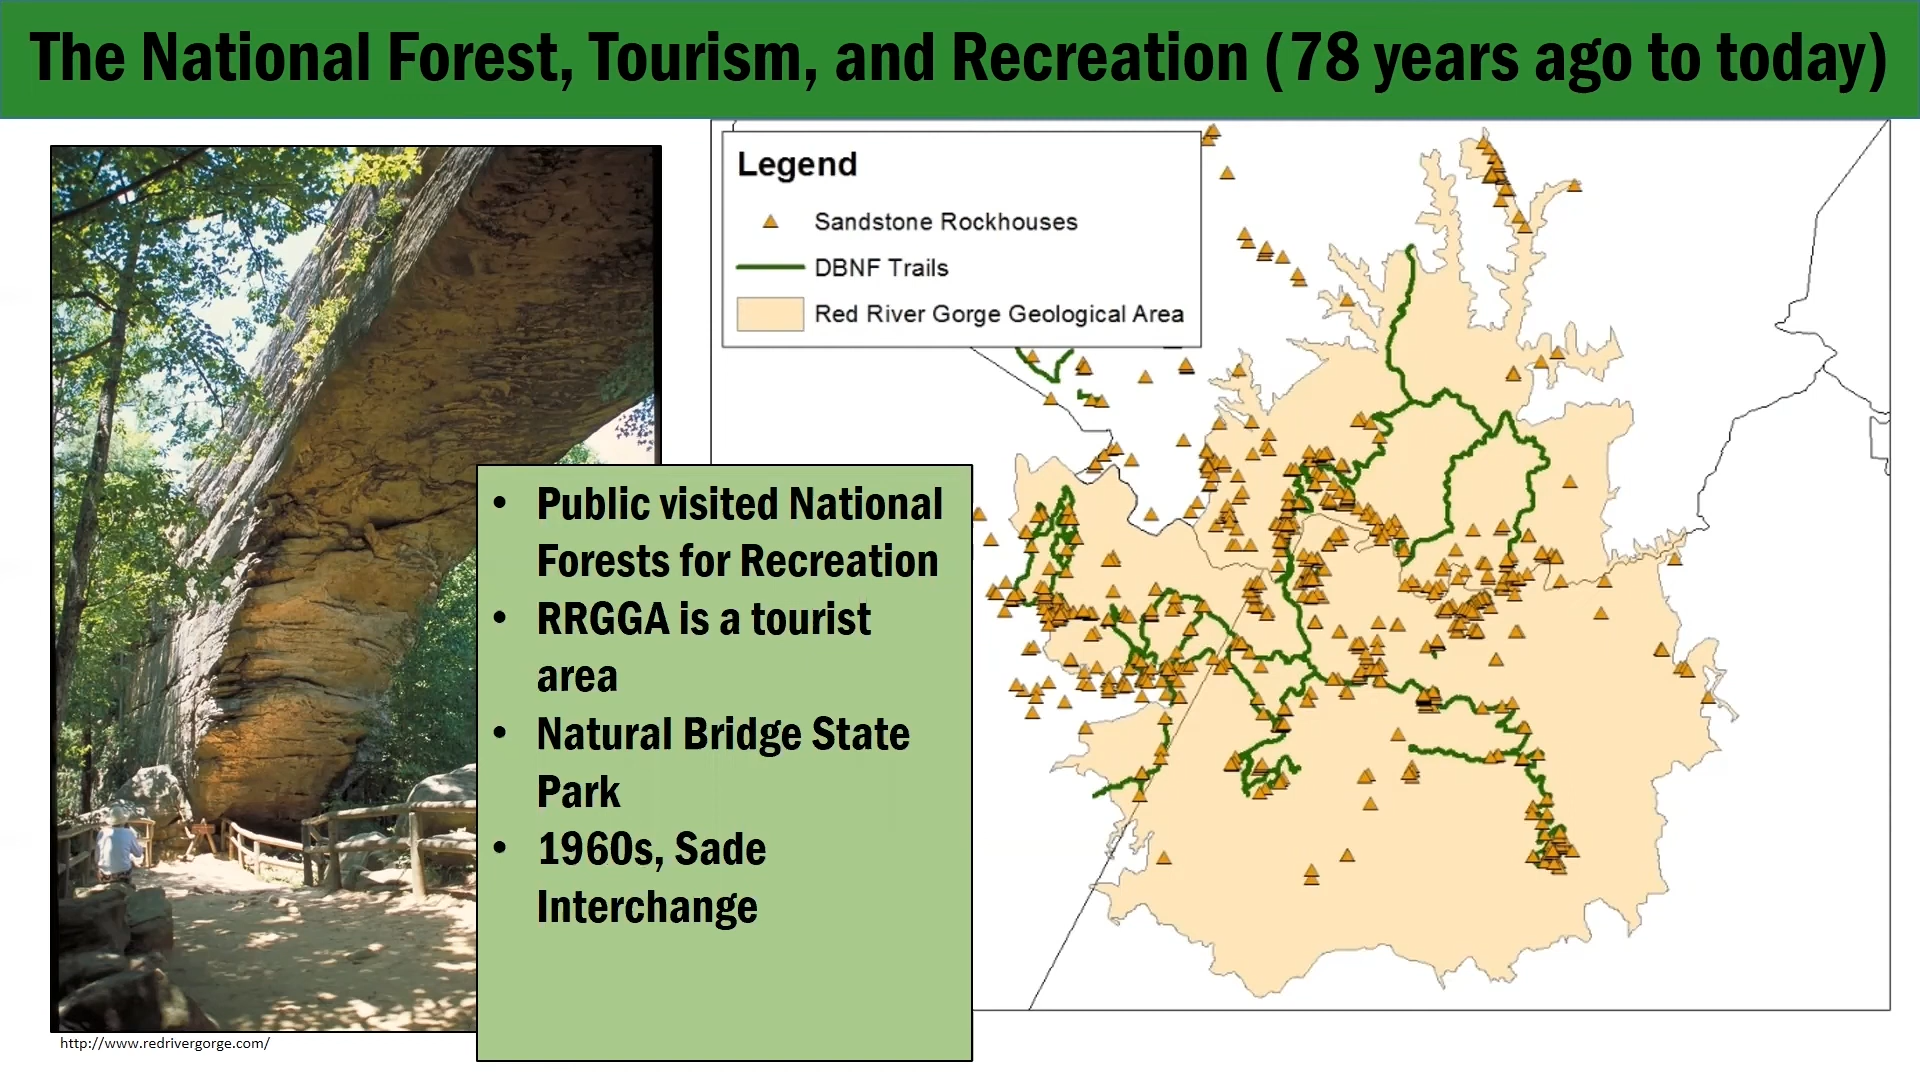 The National Forest, Tourism, and Recreation (78 years ago to today)
Legend
Sandstone Rockhouses
DBNF Trails
Red River Gorge Geological Area
• Public visited National
Forests for Recreation
• RRGGA is a tourist
area
• Natural Bridge State
Park
• 1960s, Sade
Interchange
http://www.redrivergorge.com/